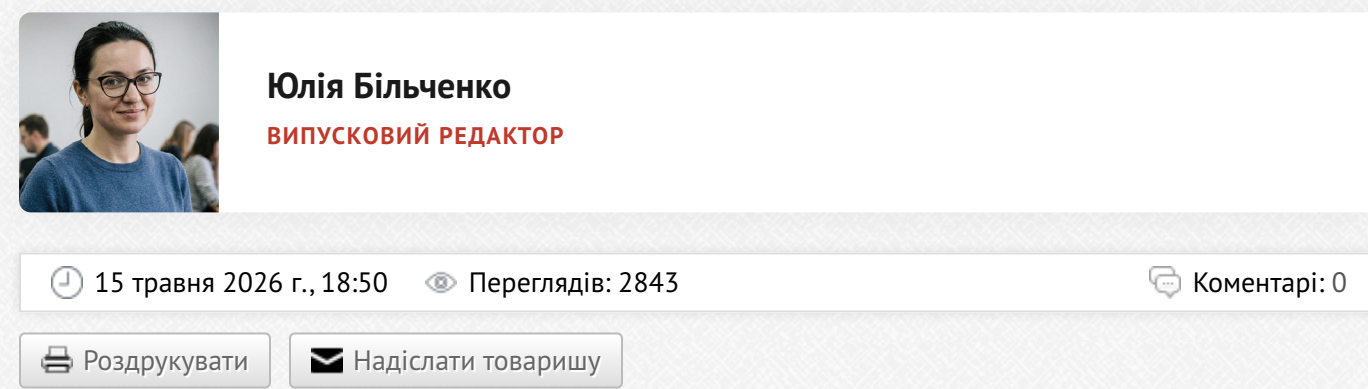 Юлія Більченко
ВИПУСКОВИЙ РЕДАКТОР
15 травня 2026 г., 18:50 Переглядів: 2843 Коментарі: 0
Роздрукувати Надіслати товаришу